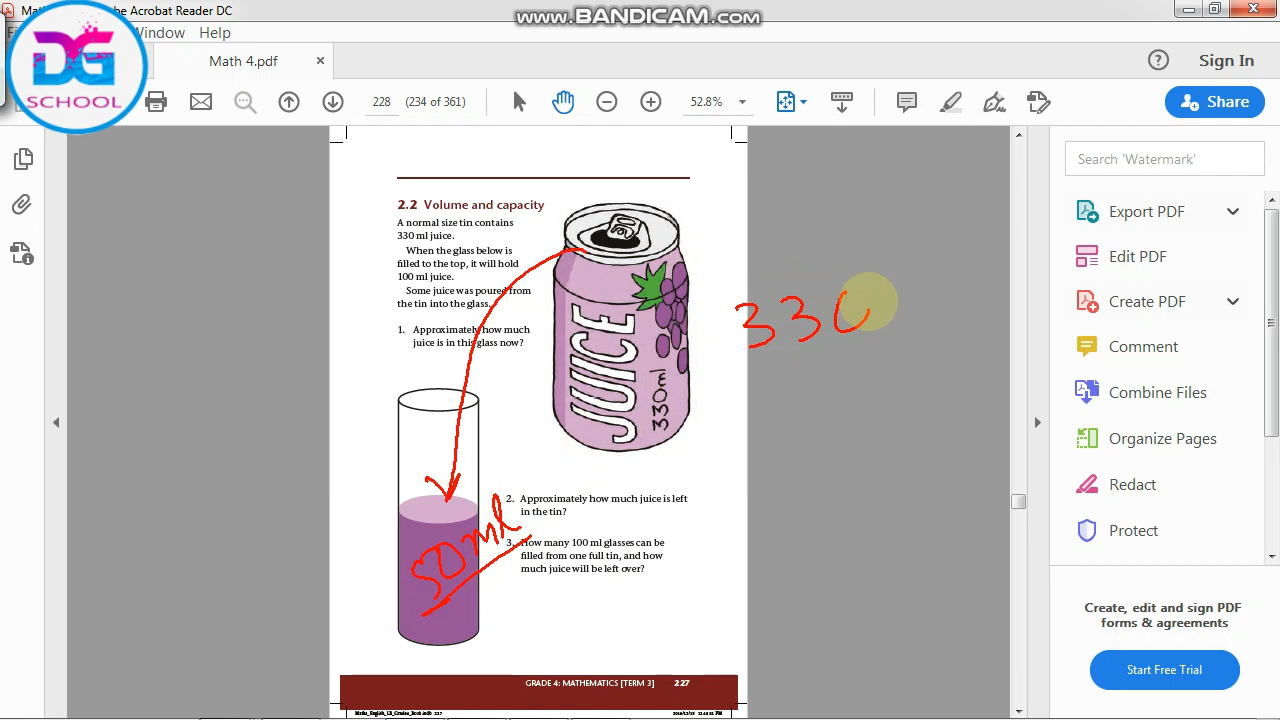 www.BANDICAM.com
Acrobat Reader DC
Window Help
Math 4.pdf
Sign In
DG
SCHOOL
228 (234 of 361)
52.8%
Share
2.2 Volume and capacity
A normal size tin contains
330 ml juice.
When the glass below is
filled to the top, it will hold
100 ml juice.
Some juice was poured from
the tin into the glass.
1. Approximately how much
juice is in this glass now?
JUICE
330ml
330
50 ml
2. Approximately how much juice is left
in the tin?
3. How many 100 ml glasses can be
filled from one full tin, and how
much juice will be left over?
GRADE 4: MATHEMATICS [TERM 3] 227
Search 'Watermark'
Export PDF
Edit PDF
Create PDF
Comment
Combine Files
Organize Pages
Redact
Protect
Create, edit and sign PDF
forms & agreements
Start Free Trial